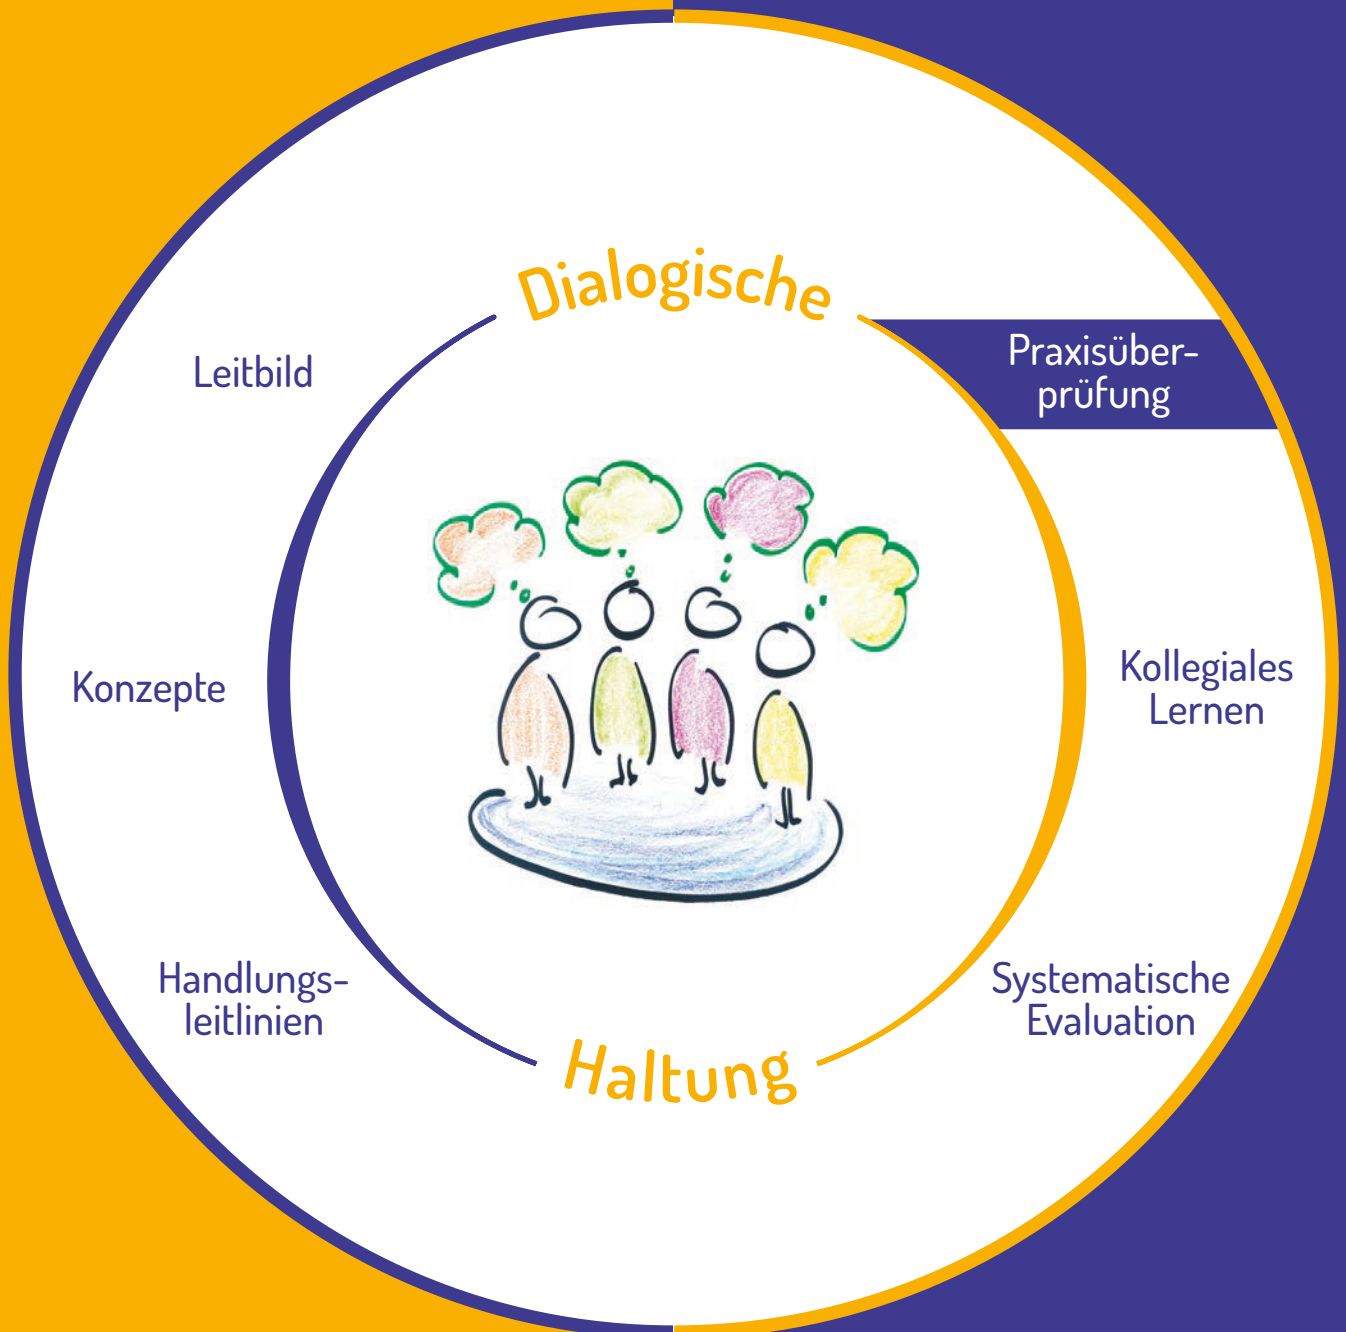 Dialogische
Leitbild
Praxisüber-
prüfung
Konzepte
Kollegiales
Lernen
Handlungs-
leitlinien
Systematische
Evaluation
Haltung